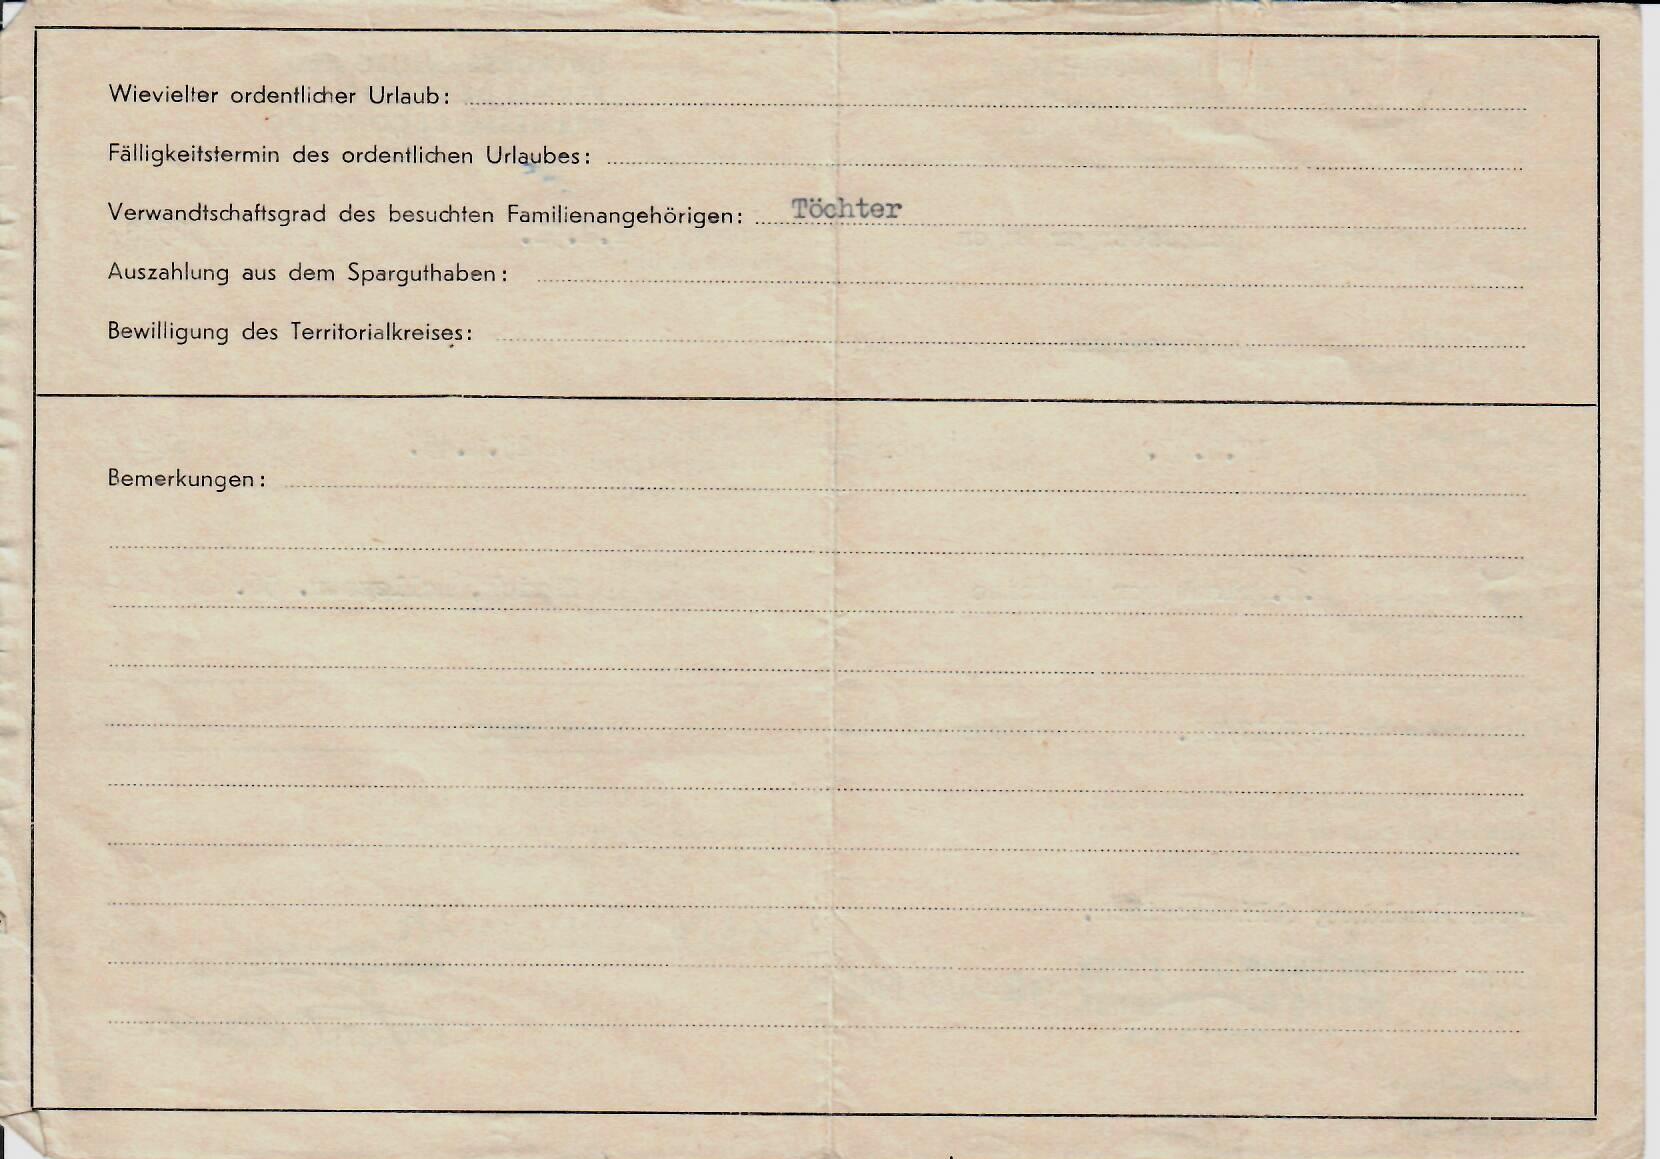 Wievielter ordentlicher Urlaub:
Fälligkeitstermin des ordentlichen Urlaubes:
Verwandtschaftsgrad des besuchten Familienangehörigen: Töchter
Auszahlung aus dem Sparguthaben:
Bewilligung des Territorialkreises:
Bemerkungen: